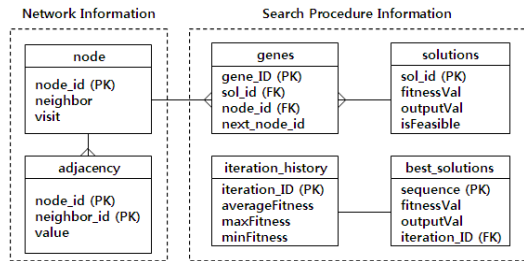 Network Information
Search Procedure Information
node
node_id (PK)
neighbor
visit
adjacency
node_id (PK)
neighbor_id (PK)
value
genes
gene_ID (PK)
sol_id (FK)
node_id (FK)
next_node_id
solutions
sol_id (PK)
fitnessVal
outputVal
isFeasible
iteration_history
iteration_ID (PK)
averageFitness
maxFitness
minFitness
best_solutions
sequence (PK)
fitnessVal
outputVal
iteration_ID (FK)